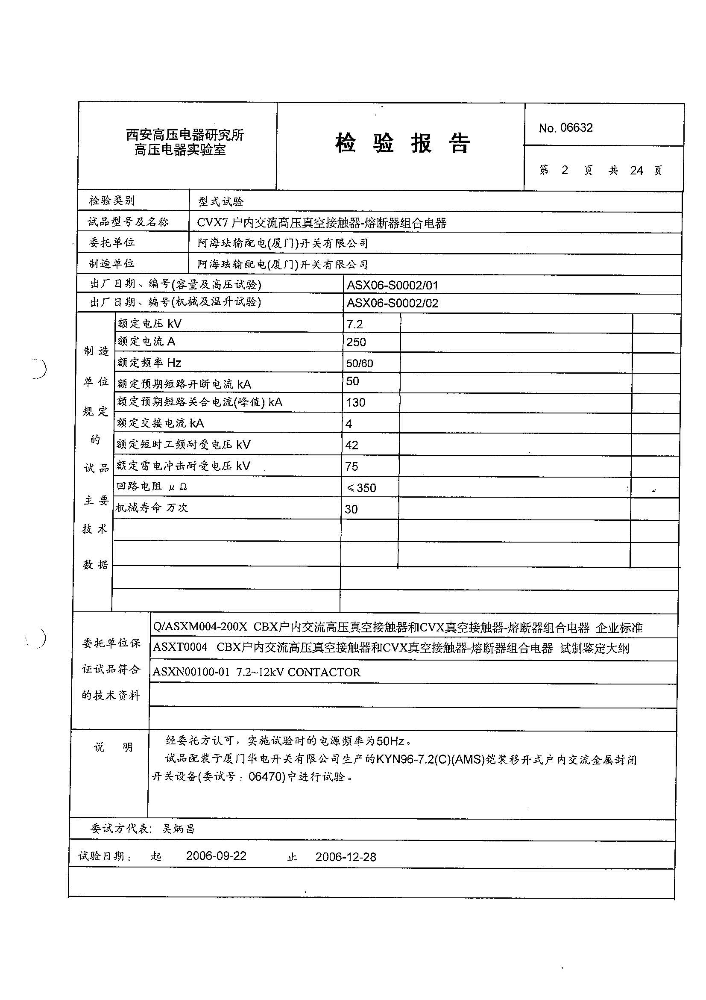 西安高压电器研究所
高压电器实验室
检 验 报 告
No. 06632
第 2 页 共 24 页
检验类别 型式试验
试品型号及名称 CVX7 户内交流高压真空接触器-熔断器组合电器
委托单位 阿海珐输配电(厦门)开关有限公司
制造单位 阿海珐输配电(厦门)开关有限公司
出厂日期、编号(容量及高压试验) ASX06-S0002/01
出厂日期、编号(机械及温升试验) ASX06-S0002/02
制造
单位
规定
的
试品
主要
技术
数据
额定电压 kV 7.2
额定电流 A 250
额定频率 Hz 50/60
额定预期短路开断电流 kA 50
额定预期短路关合电流(峰值) kA 130
额定交接电流 kA 4
额定短时工频耐受电压 kV 42
额定雷电冲击耐受电压 kV 75
回路电阻 μΩ ≤350
机械寿命 万次 30
委托单位保
证试品符合
的技术资料
Q/ASXM004-200X CBX户内交流高压真空接触器和CVX真空接触器-熔断器组合电器 企业标准
ASXT0004 CBX户内交流高压真空接触器和CVX真空接触器-熔断器组合电器 试制鉴定大纲
ASXN00100-01 7.2~12kV CONTACTOR
说 明
经委托方认可，实施试验时的电源频率为50Hz。
试品配装于厦门华电开关有限公司生产的KYN96-7.2(C)(AMS)铠装移开式户内交流金属封闭
开关设备(委试号：06470)中进行试验。
委试方代表: 吴炳昌
试验日期： 起 2006-09-22 止 2006-12-28